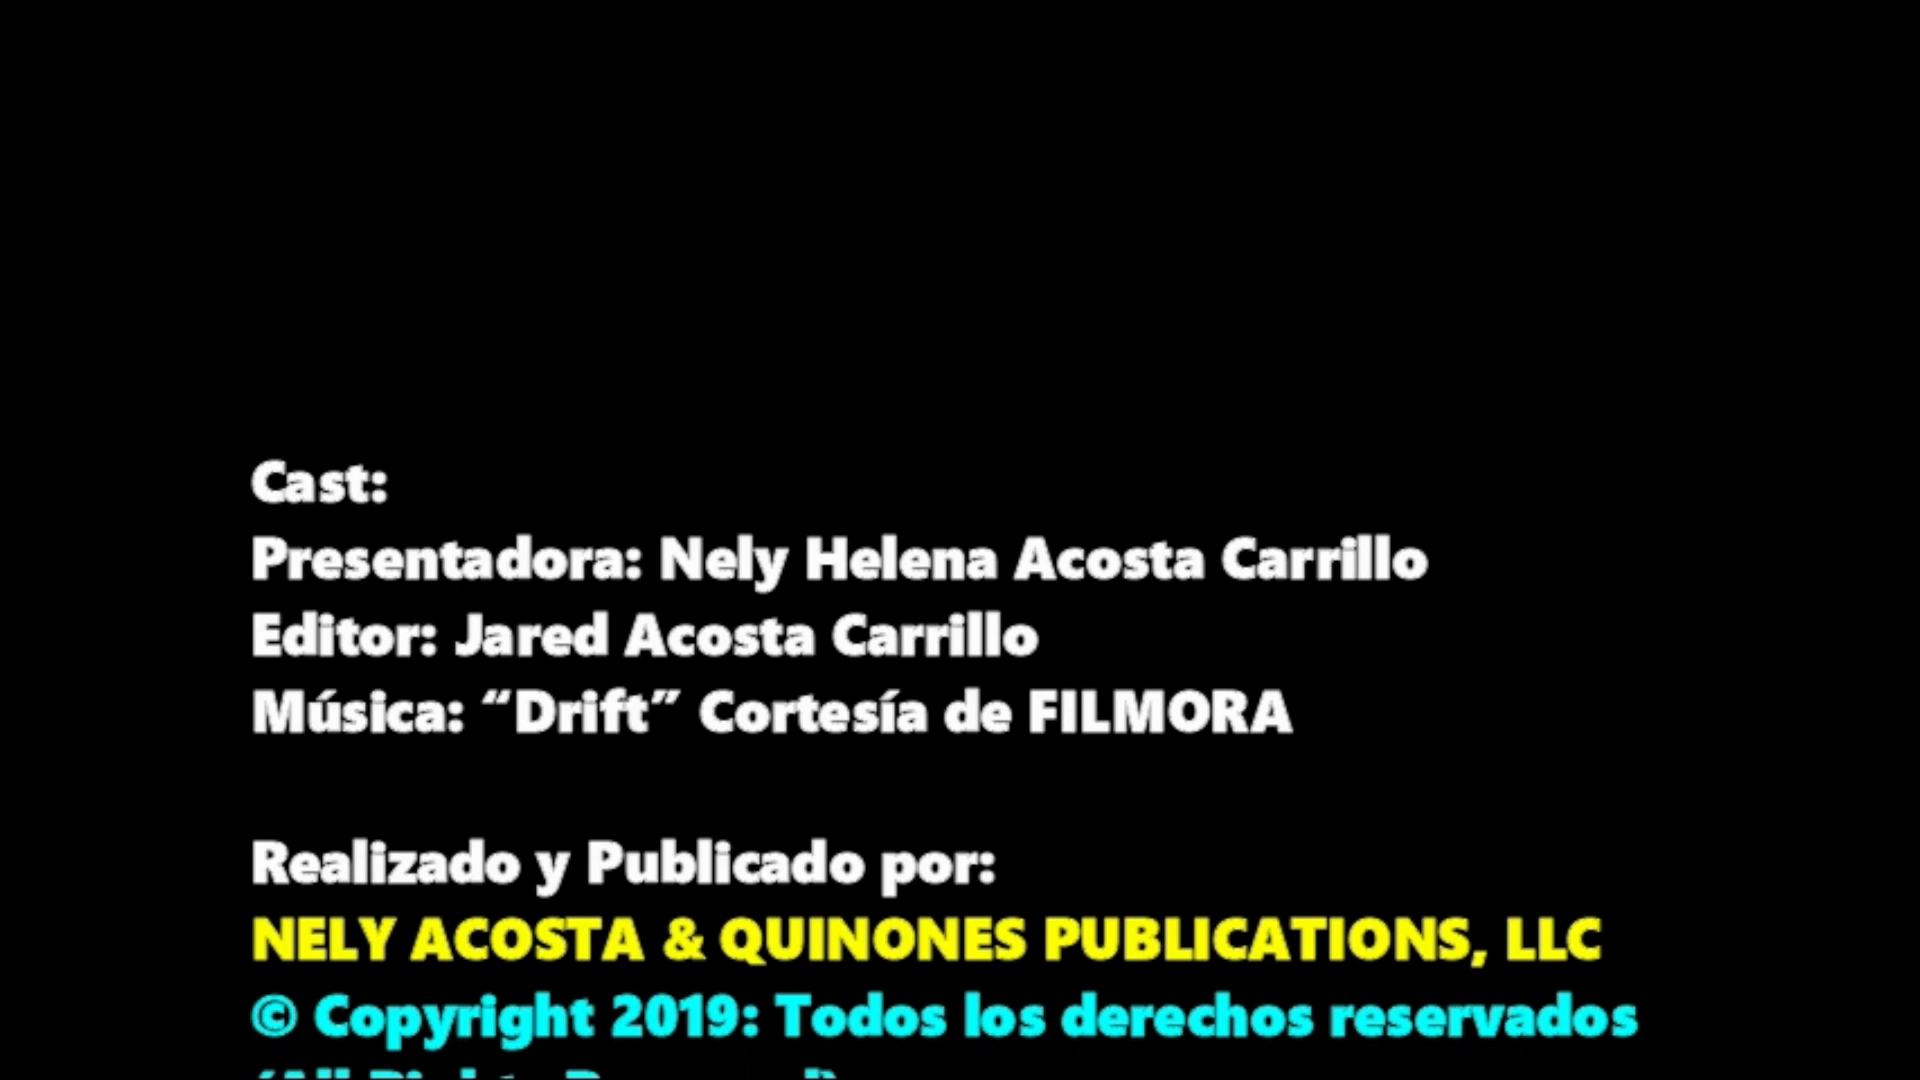 Cast:
Presentadora: Nely Helena Acosta Carrillo
Editor: Jared Acosta Carrillo
Música: “Drift” Cortesía de FILMORA
Realizado y Publicado por:
NELY ACOSTA & QUINONES PUBLICATIONS, LLC
© Copyright 2019: Todos los derechos reservados